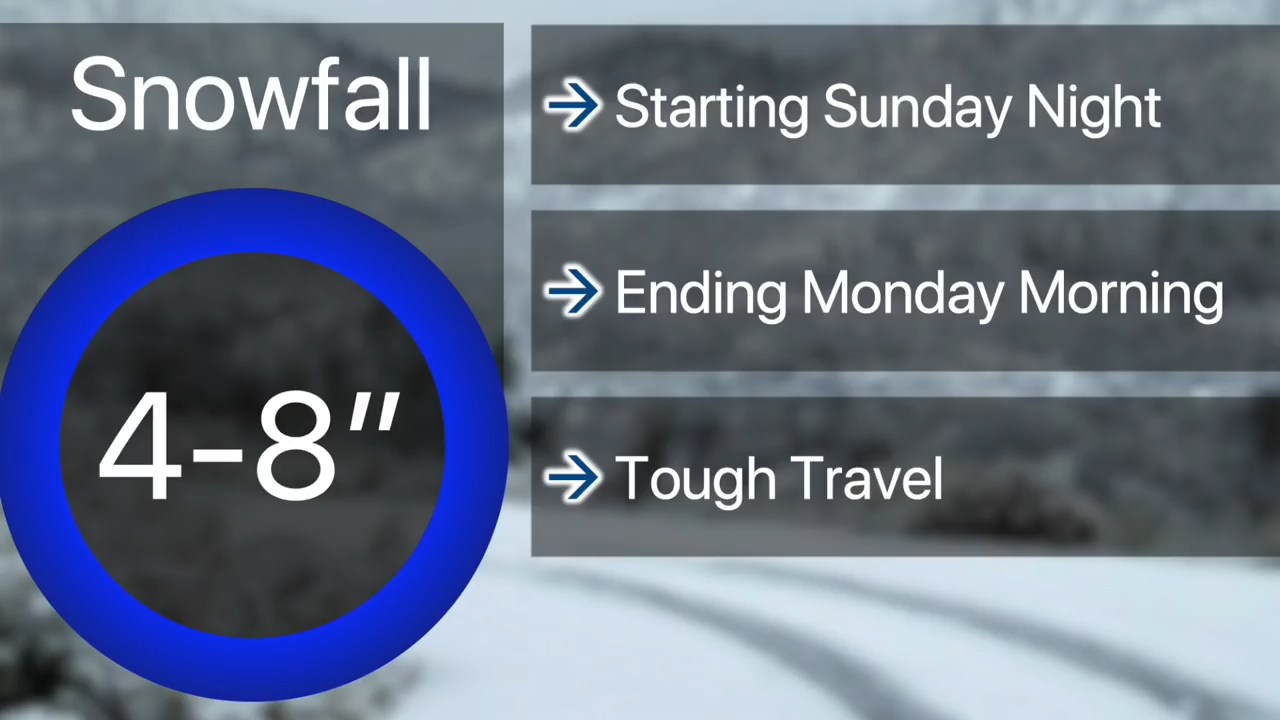 Snowfall
4-8"
Starting Sunday Night
Ending Monday Morning
Tough Travel